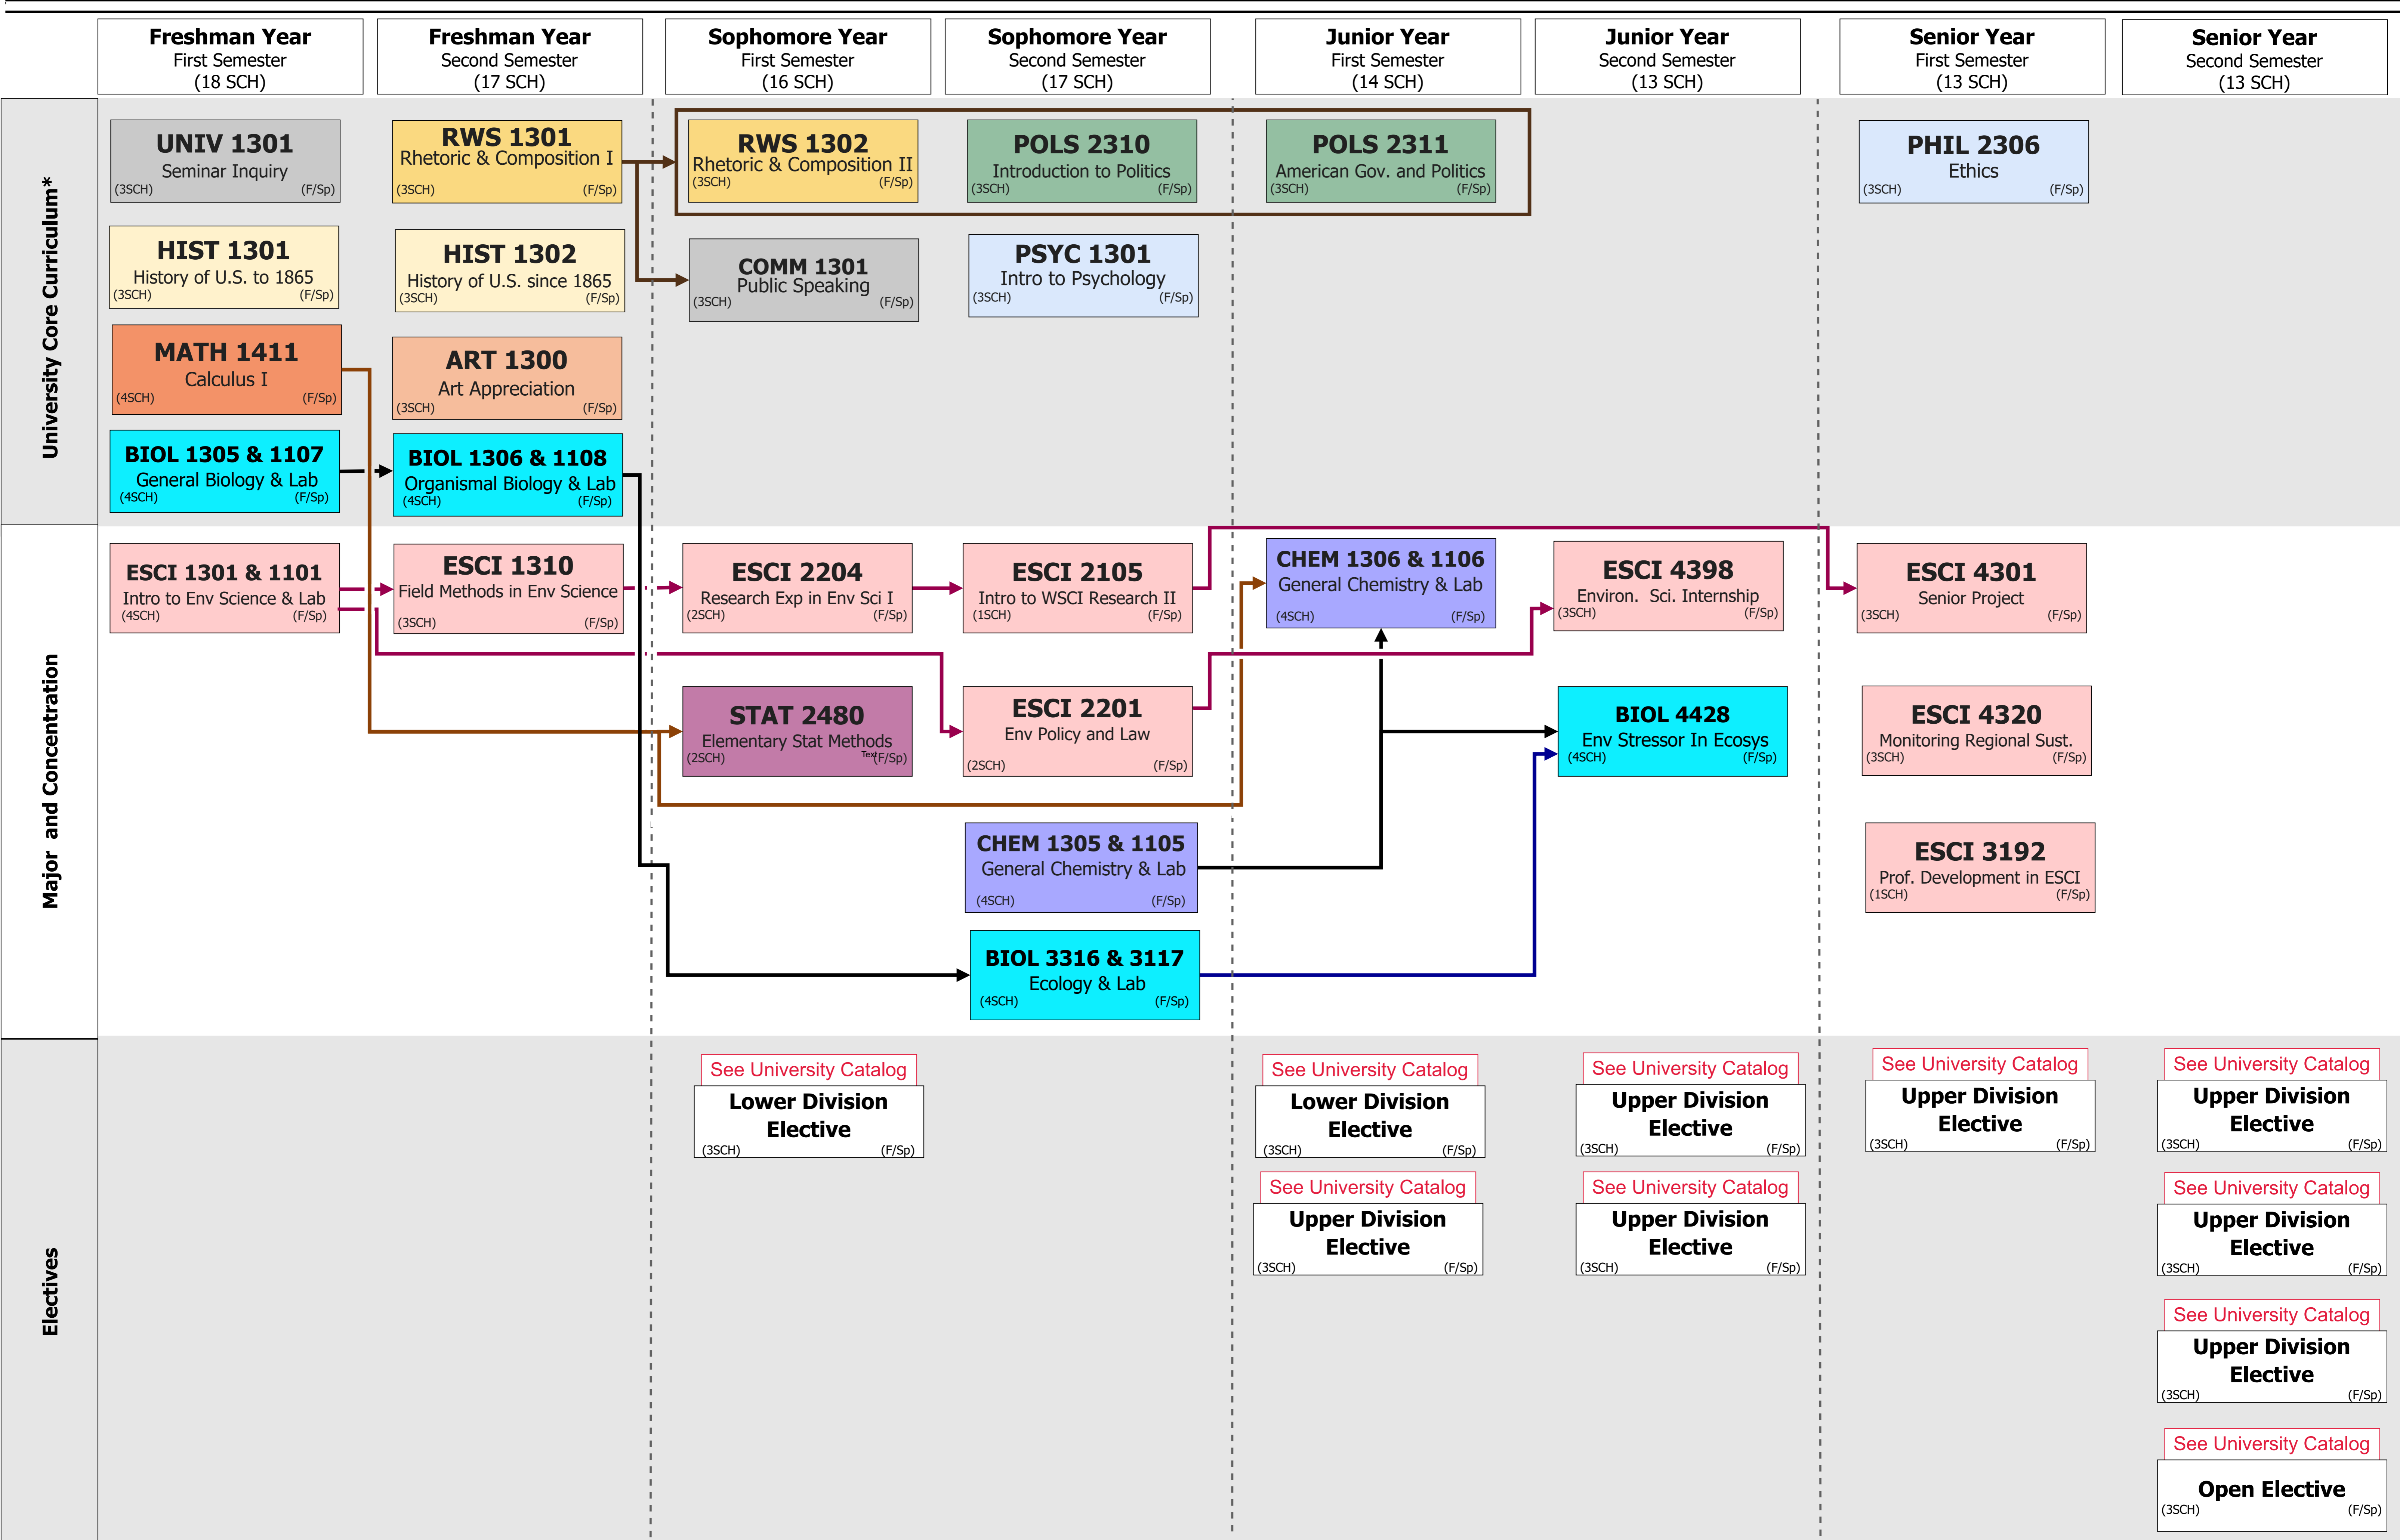 Freshman Year
First Semester
(18 SCH)
Freshman Year
Second Semester
(17 SCH)
Sophomore Year
First Semester
(16 SCH)
Sophomore Year
Second Semester
(17 SCH)
Junior Year
First Semester
(14 SCH)
Junior Year
Second Semester
(13 SCH)
Senior Year
First Semester
(13 SCH)
Senior Year
Second Semester
(13 SCH)
University Core Curriculum*
UNIV 1301
Seminar Inquiry
(3SCH) (F/Sp)
RWS 1301
Rhetoric & Composition I
(3SCH) (F/Sp)
RWS 1302
Rhetoric & Composition II
(3SCH) (F/Sp)
POLS 2310
Introduction to Politics
(3SCH) (F/Sp)
POLS 2311
American Gov. and Politics
(3SCH) (F/Sp)
PHIL 2306
Ethics
(3SCH) (F/Sp)
HIST 1301
History of U.S. to 1865
(3SCH) (F/Sp)
HIST 1302
History of U.S. since 1865
(3SCH) (F/Sp)
COMM 1301
Public Speaking
(3SCH) (F/Sp)
PSYC 1301
Intro to Psychology
(3SCH) (F/Sp)
MATH 1411
Calculus I
(4SCH) (F/Sp)
ART 1300
Art Appreciation
(3SCH) (F/Sp)
BIOL 1305 & 1107
General Biology & Lab
(4SCH) (F/Sp)
BIOL 1306 & 1108
Organismal Biology & Lab
(4SCH) (F/Sp)
Major and Concentration
ESCI 1301 & 1101
Intro to Env Science & Lab
(4SCH) (F/Sp)
ESCI 1310
Field Methods in Env Science
(3SCH) (F/Sp)
ESCI 2204
Research Exp in Env Sci I
(2SCH) (F/Sp)
ESCI 2105
Intro to WSCI Research II
(1SCH) (F/Sp)
CHEM 1306 & 1106
General Chemistry & Lab
(4SCH) (F/Sp)
ESCI 4398
Environ. Sci. Internship
(3SCH) (F/Sp)
ESCI 4301
Senior Project
(3SCH) (F/Sp)
STAT 2480
Elementary Stat Methods
Text
(2SCH) (F/Sp)
ESCI 2201
Env Policy and Law
(2SCH) (F/Sp)
BIOL 4428
Env Stressor In Ecosys
(4SCH) (F/Sp)
ESCI 4320
Monitoring Regional Sust.
(3SCH) (F/Sp)
CHEM 1305 & 1105
General Chemistry & Lab
(4SCH) (F/Sp)
ESCI 3192
Prof. Development in ESCI
(1SCH) (F/Sp)
BIOL 3316 & 3117
Ecology & Lab
(4SCH) (F/Sp)
Electives
See University Catalog
Lower Division
Elective
(3SCH) (F/Sp)
See University Catalog
Lower Division
Elective
(3SCH) (F/Sp)
See University Catalog
Upper Division
Elective
(3SCH) (F/Sp)
See University Catalog
Upper Division
Elective
(3SCH) (F/Sp)
See University Catalog
Upper Division
Elective
(3SCH) (F/Sp)
See University Catalog
Upper Division
Elective
(3SCH) (F/Sp)
See University Catalog
Upper Division
Elective
(3SCH) (F/Sp)
See University Catalog
Upper Division
Elective
(3SCH) (F/Sp)
See University Catalog
Upper Division
Elective
(3SCH) (F/Sp)
See University Catalog
Open Elective
(3SCH) (F/Sp)